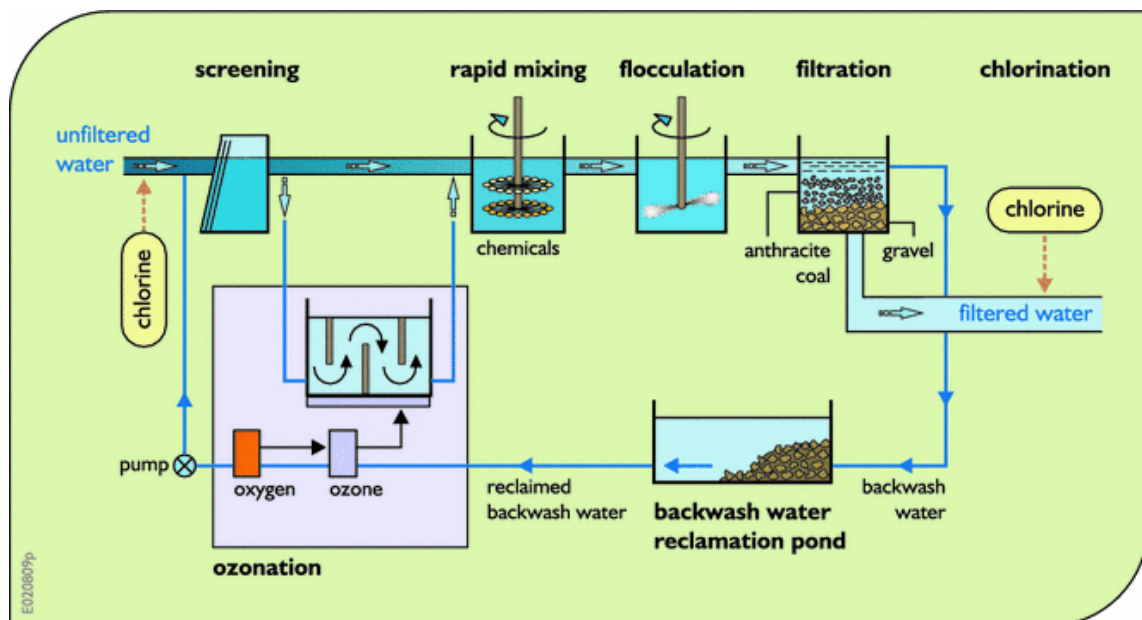 screening
rapid mixing
flocculation
filtration
chlorination
unfiltered
water
chlorine
chemicals
anthracite
coal
gravel
chlorine
filtered water
pump
oxygen
ozone
reclaimed
backwash water
backwash water
reclamation pond
backwash
water
ozonation
E020809p